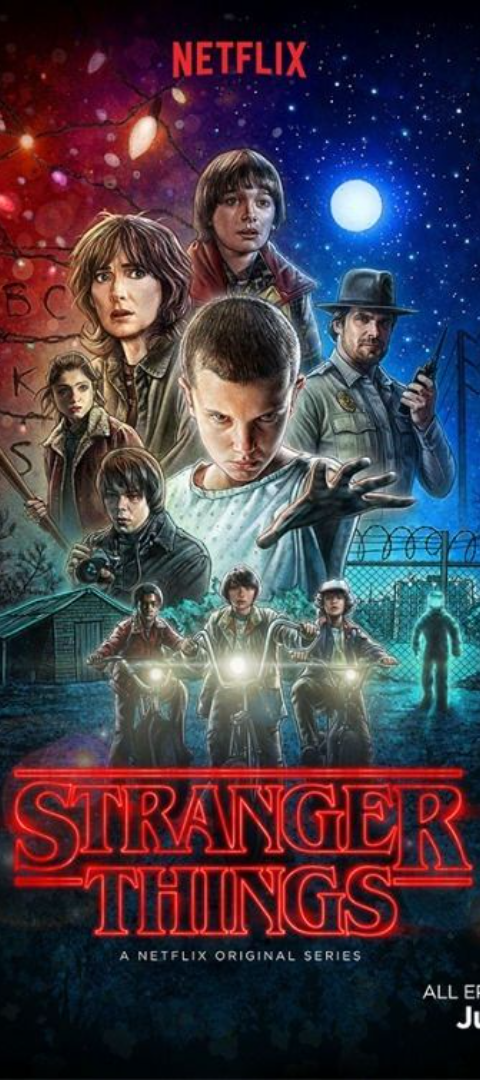 NETFLIX
B C
K
S
STRANGER
THINGS
A NETFLIX ORIGINAL SERIES
ALL